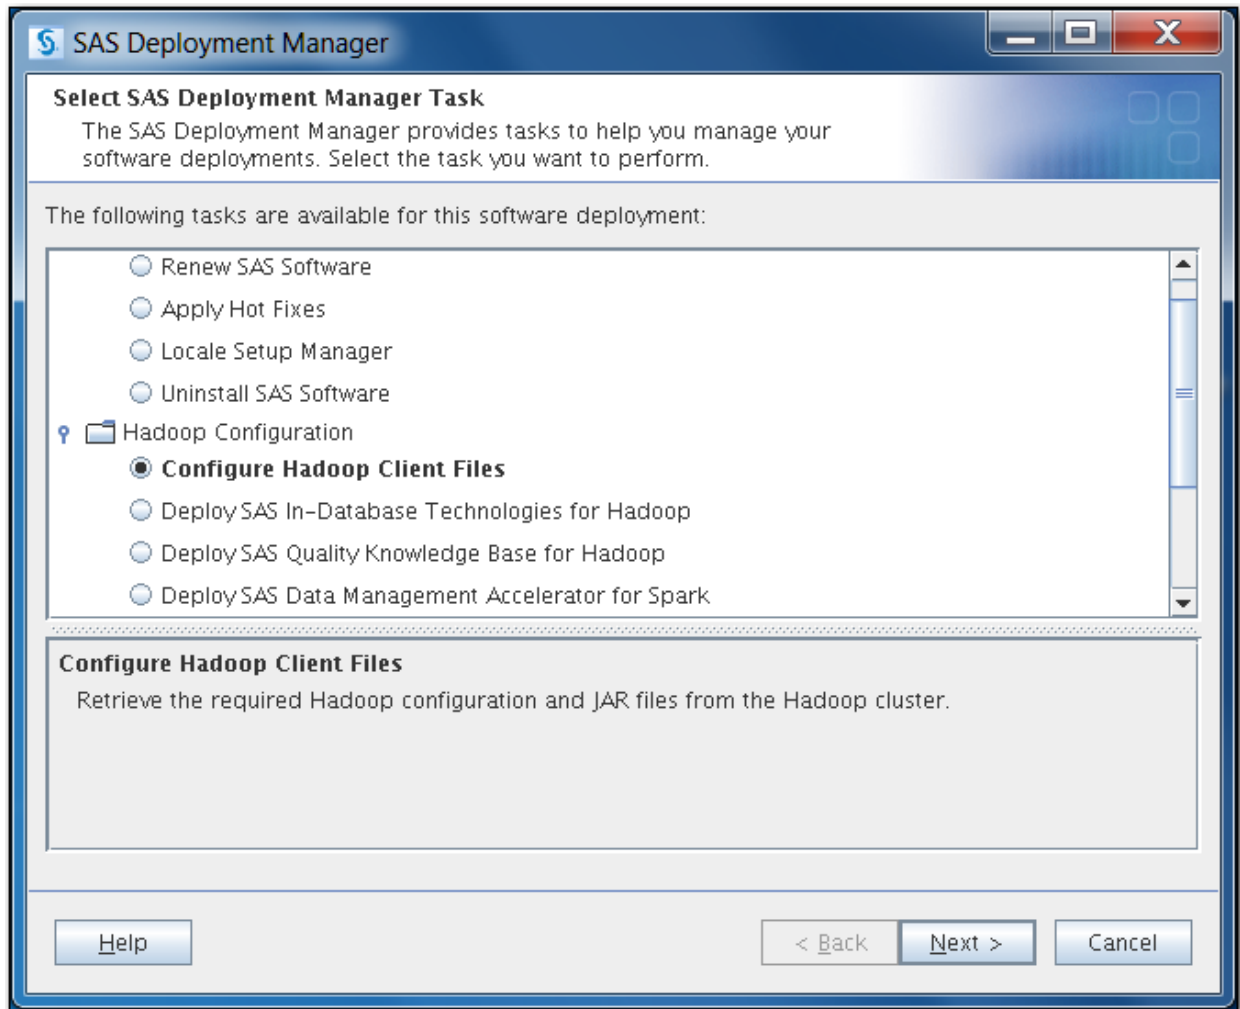 SAS Deployment Manager
Select SAS Deployment Manager Task
The SAS Deployment Manager provides tasks to help you manage your
software deployments. Select the task you want to perform.
The following tasks are available for this software deployment:
Renew SAS Software
Apply Hot Fixes
Locale Setup Manager
Uninstall SAS Software
Hadoop Configuration
Configure Hadoop Client Files
Deploy SAS In-Database Technologies for Hadoop
Deploy SAS Quality Knowledge Base for Hadoop
Deploy SAS Data Management Accelerator for Spark
Configure Hadoop Client Files
Retrieve the required Hadoop configuration and JAR files from the Hadoop cluster.
Help
< Back
Next >
Cancel